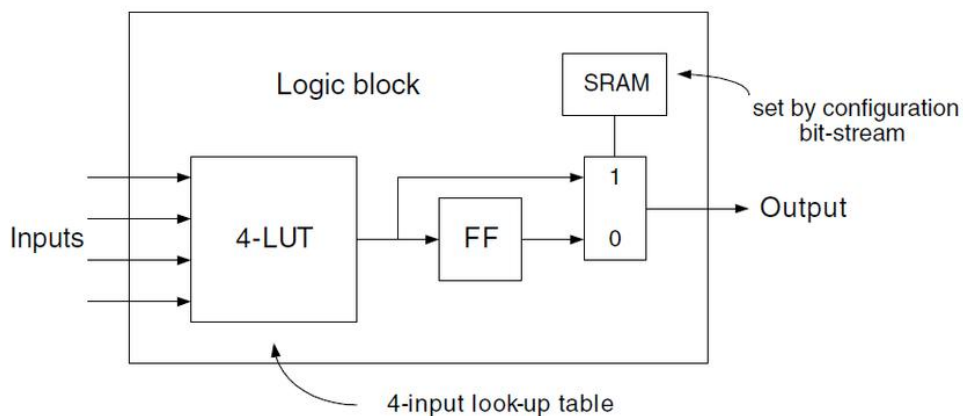 Logic block
SRAM
set by configuration
bit-stream
Inputs
4-LUT
FF
1
0
Output
4-input look-up table